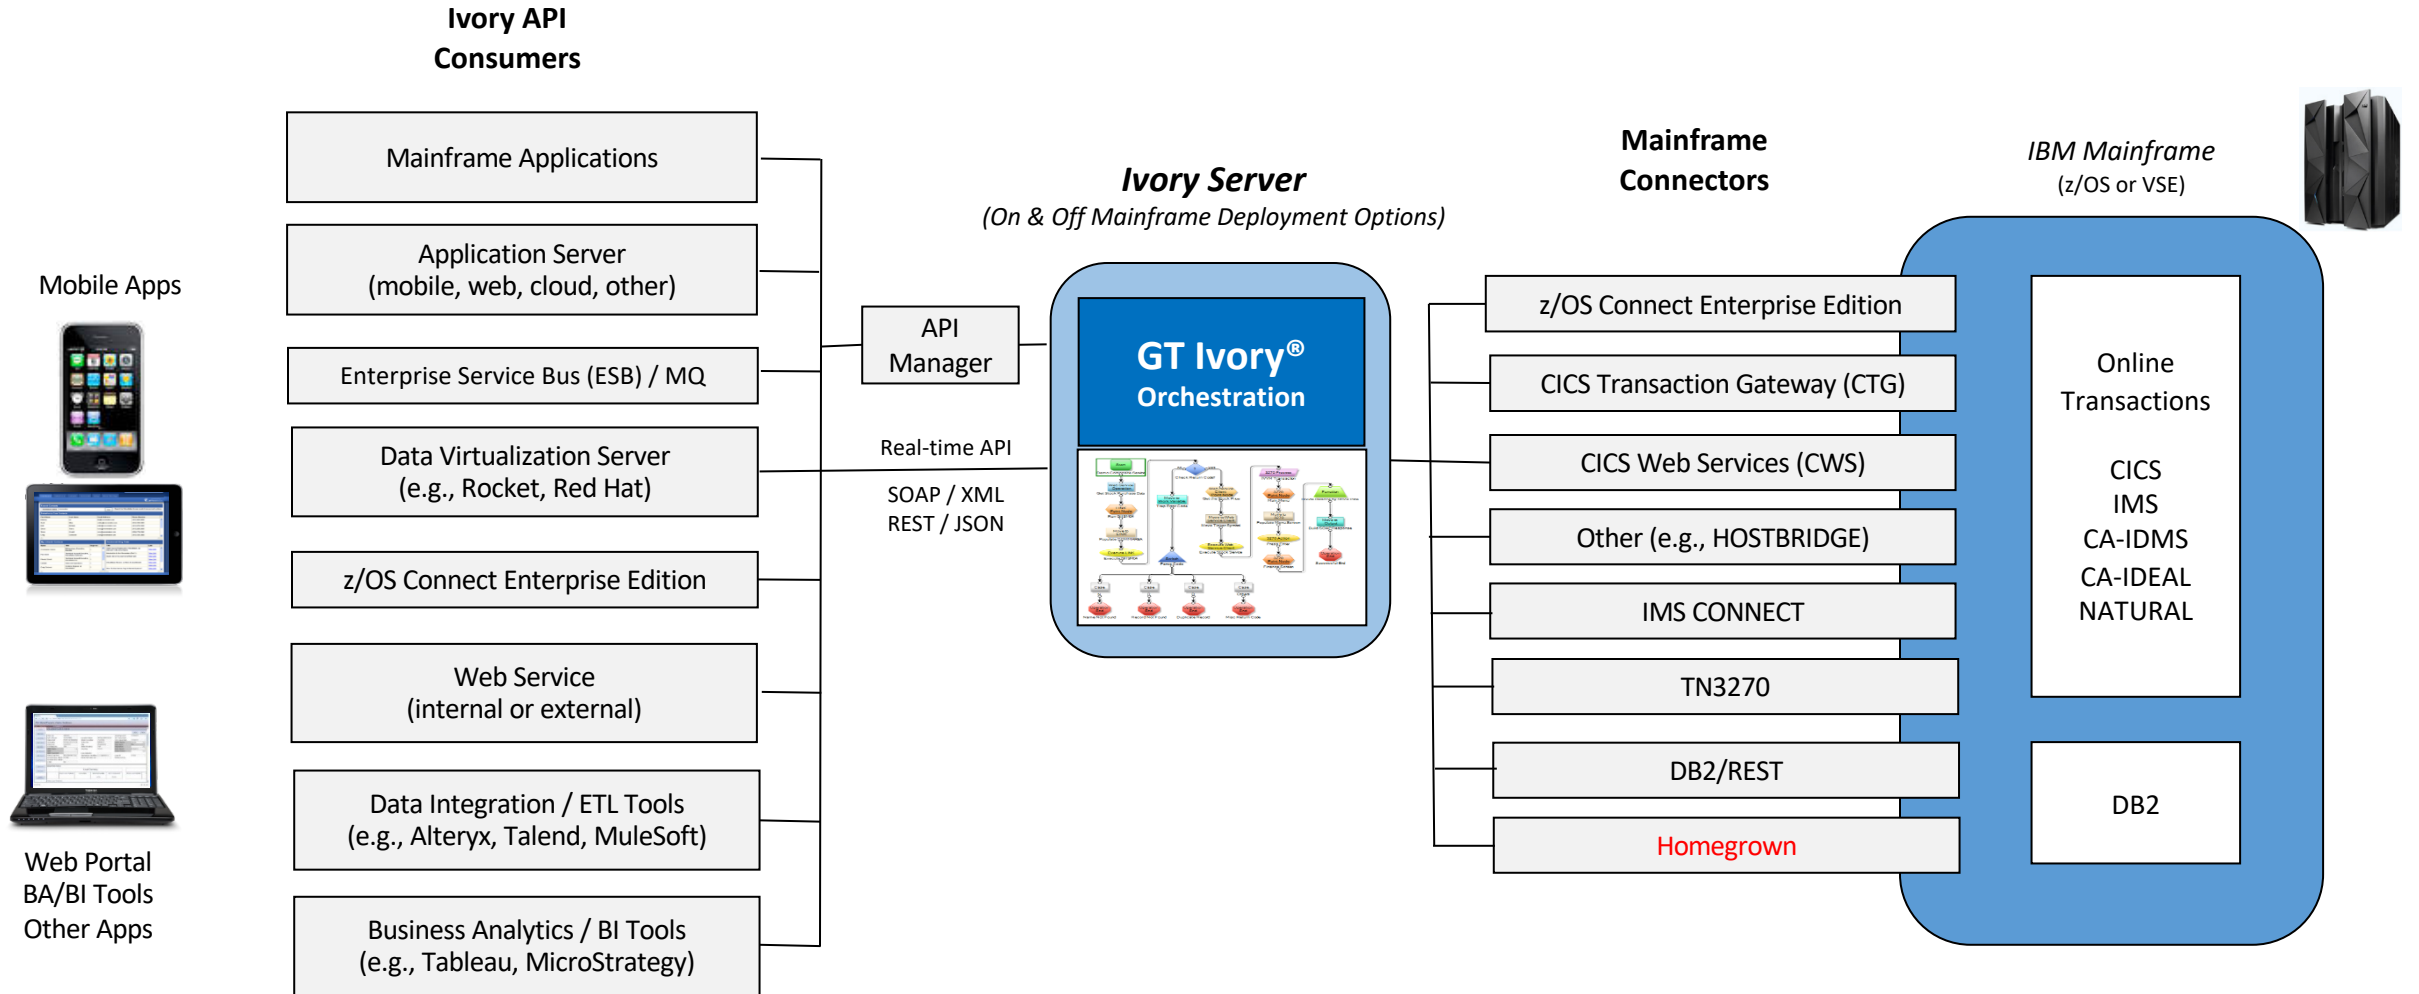 Ivory API
Consumers
Mainframe Applications
Application Server
(mobile, web, cloud, other)
Enterprise Service Bus (ESB) / MQ
Data Virtualization Server
(e.g., Rocket, Red Hat)
z/OS Connect Enterprise Edition
Web Service
(internal or external)
Data Integration / ETL Tools
(e.g., Alteryx, Talend, MuleSoft)
Business Analytics / BI Tools
(e.g., Tableau, MicroStrategy)
Mobile Apps
Web Portal
BA/BI Tools
Other Apps
API
Manager
Real-time API
SOAP / XML
REST / JSON
Ivory Server
(On & Off Mainframe Deployment Options)
GT Ivory®
Orchestration
Mainframe
Connectors
z/OS Connect Enterprise Edition
CICS Transaction Gateway (CTG)
CICS Web Services (CWS)
Other (e.g., HOSTBRIDGE)
IMS CONNECT
TN3270
DB2/REST
Homegrown
IBM Mainframe
(z/OS or VSE)
Online
Transactions
CICS
IMS
CA-IDMS
CA-IDEAL
NATURAL
DB2